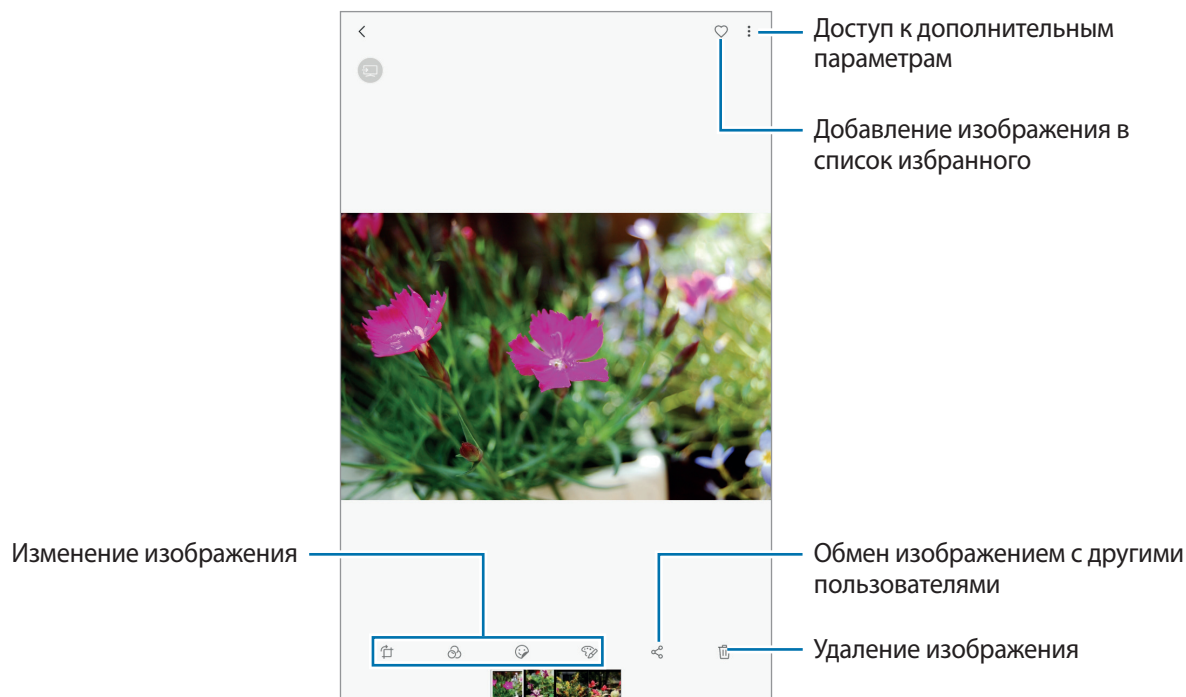 Доступ к дополнительным
параметрам
Добавление изображения в
список избранного
Изменение изображения
Обмен изображением с другими
пользователями
Удаление изображения